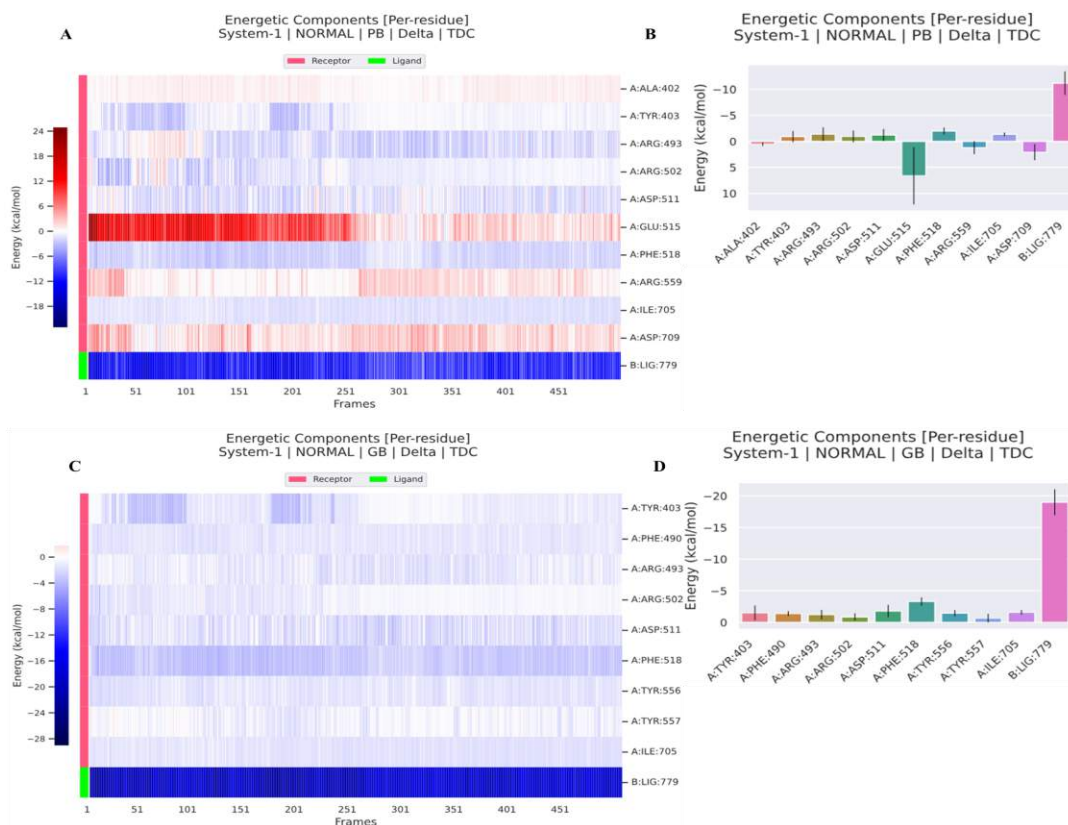 A
Energetic Components [Per-residue]
System-1 | NORMAL | PB | Delta | TDC
Receptor Ligand
Energy (kcal/mol)
24
18
12
6
0
−6
−12
−18
A:ALA:402
A:TYR:403
A:ARG:493
A:ARG:502
A:ASP:511
A:GLU:515
A:PHE:518
A:ARG:559
A:ILE:705
A:ASP:709
B:LIG:779
1 51 101 151 201 251 301 351 401 451
Frames
B
Energetic Components [Per-residue]
System-1 | NORMAL | PB | Delta | TDC
Energy (kcal/mol)
−10
−5
0
5
10
A:ALA:402
A:TYR:403
A:ARG:493
A:ARG:502
A:ASP:511
A:GLU:515
A:PHE:518
A:ARG:559
A:ILE:705
A:ASP:709
B:LIG:779
C
Energetic Components [Per-residue]
System-1 | NORMAL | GB | Delta | TDC
Receptor Ligand
Energy (kcal/mol)
0
−4
−8
−12
−16
−20
−24
−28
A:TYR:403
A:PHE:490
A:ARG:493
A:ARG:502
A:ASP:511
A:PHE:518
A:TYR:556
A:TYR:557
A:ILE:705
B:LIG:779
1 51 101 151 201 251 301 351 401 451
Frames
D
Energetic Components [Per-residue]
System-1 | NORMAL | GB | Delta | TDC
Energy (kcal/mol)
−20
−15
−10
−5
0
A:TYR:403
A:PHE:490
A:ARG:493
A:ARG:502
A:ASP:511
A:PHE:518
A:TYR:556
A:TYR:557
A:ILE:705
B:LIG:779